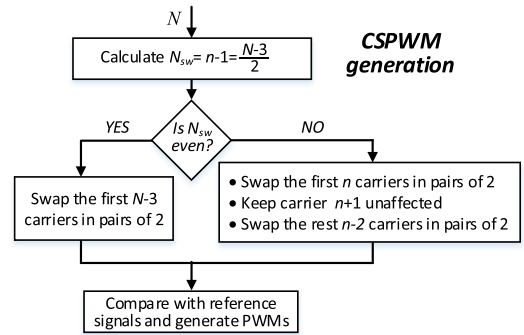 N
CSPWM
generation
Calculate Nsw= n-1= N-3/2
Is Nsw
even?
YES
NO
Swap the first N-3
carriers in pairs of 2
• Swap the first n carriers in pairs of 2
• Keep carrier n+1 unaffected
• Swap the rest n-2 carriers in pairs of 2
Compare with reference
signals and generate PWMs